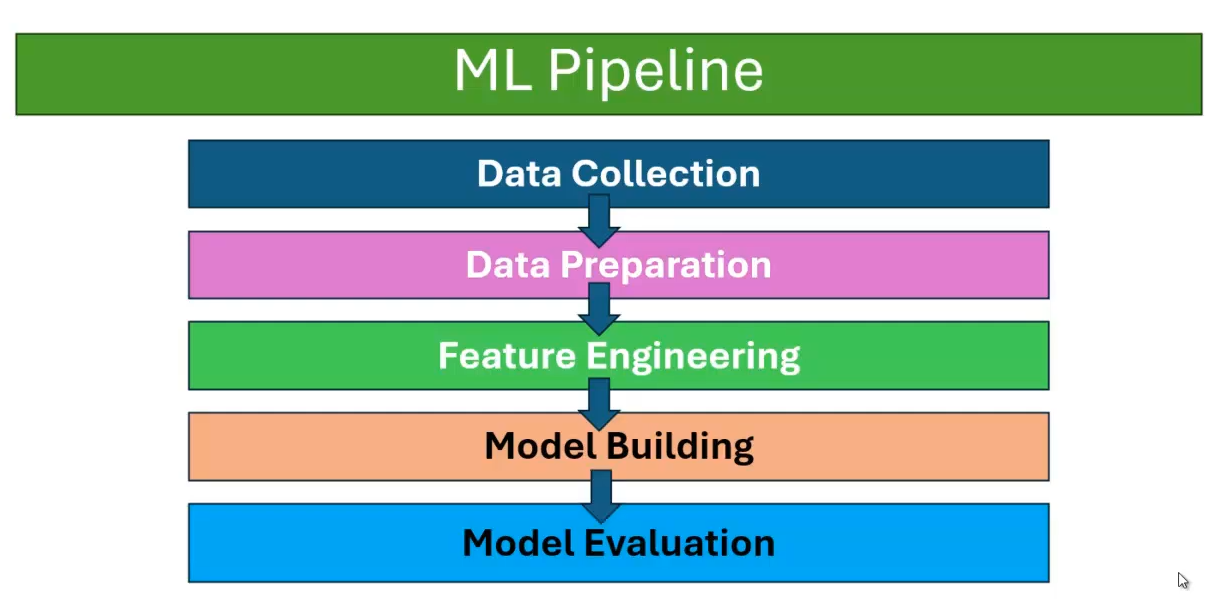 ML Pipeline
Data Collection
Data Preparation
Feature Engineering
Model Building
Model Evaluation